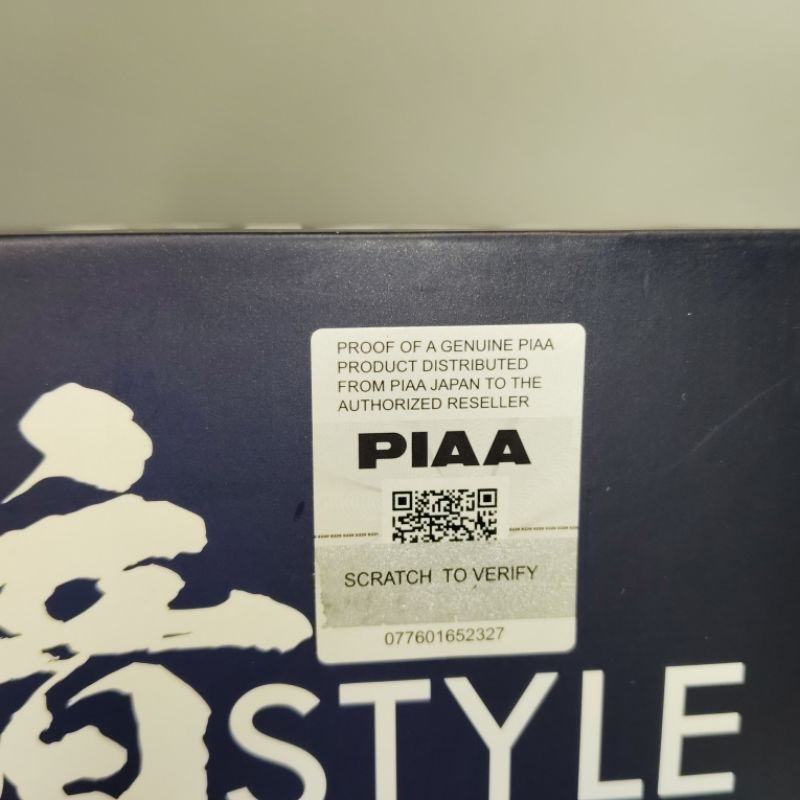 PROOF OF A GENUINE PIAA
PRODUCT DISTRIBUTED
FROM PIAA JAPAN TO THE
AUTHORIZED RESELLER
PIAA
SCRATCH TO VERIFY
077601652327
STYLE